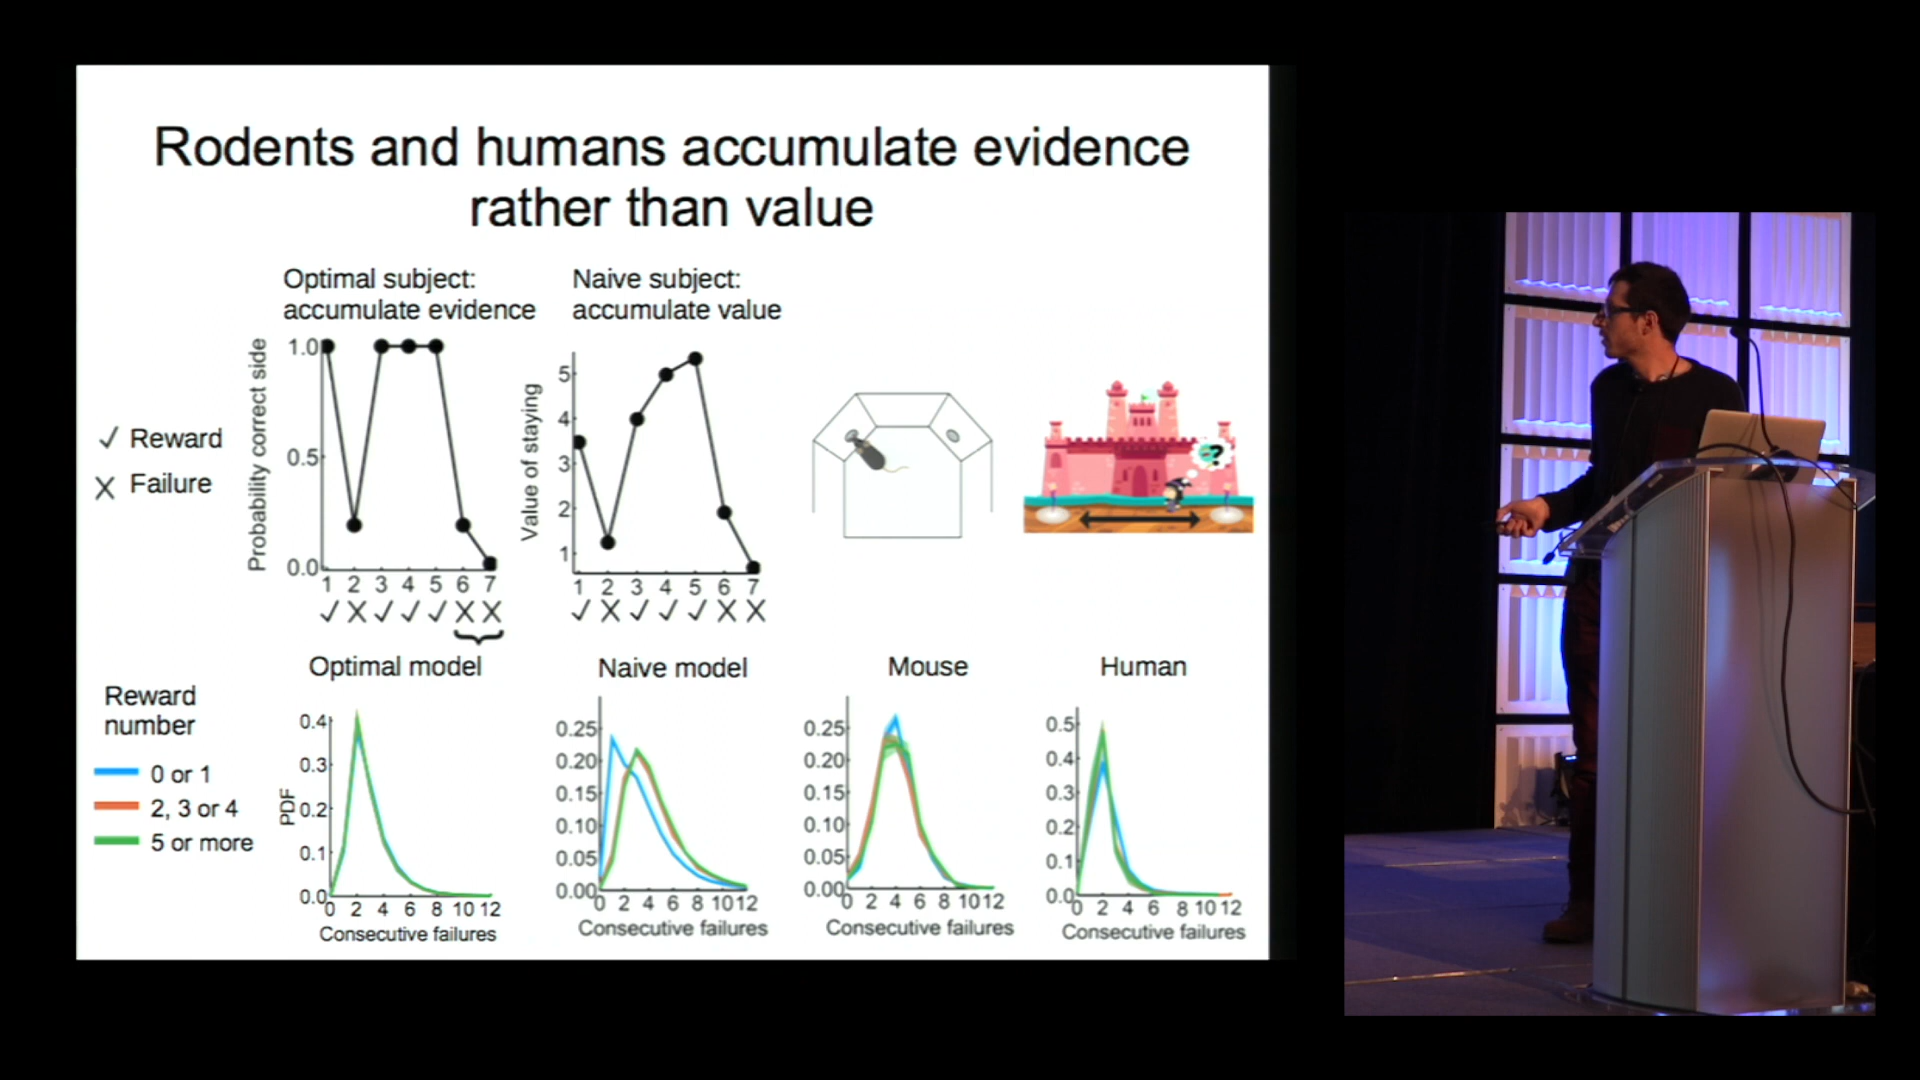 Rodents and humans accumulate evidence
rather than value
Optimal subject:
accumulate evidence
Naive subject:
accumulate value
✓ Reward
X Failure
Probability correct side
1.0
0.5
0.0
1 2 3 4 5 6 7
✓ X ✓ ✓ ✓ X X
Value of staying
5
4
3
2
1
1 2 3 4 5 6 7
✓ X ✓ ✓ ✓ X X
?
Reward
number
0 or 1
2, 3 or 4
5 or more
Optimal model
PDF
0.4
0.3
0.2
0.1
0.0
0 2 4 6 8 10 12
Consecutive failures
Naive model
0.25
0.20
0.15
0.10
0.05
0.00
0 2 4 6 8 10 12
Consecutive failures
Mouse
0.25
0.20
0.15
0.10
0.05
0.00
0 2 4 6 8 10 12
Consecutive failures
Human
0.5
0.4
0.3
0.2
0.1
0.0
0 2 4 6 8 10 12
Consecutive failures